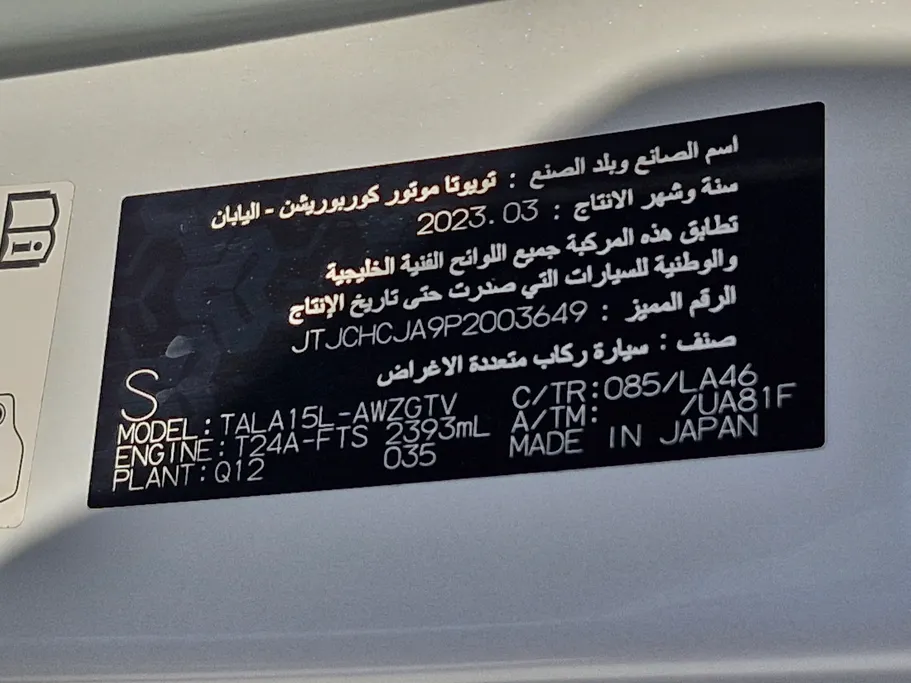 اسم الصانع وبلد الصنع : تويوتا موتور كوربوريشن - اليابان
سنة وشهر الانتاج : 2023.03
تطابق هذه المركبة جميع اللوائح الفنية الخليجية
والوطنية للسيارات التي صدرت حتى تاريخ الإنتاج
الرقم المميز : JTJCHCJA9P2003649
صنف : سيارة ركاب متعددة الاغراض
S
MODEL:TALA15L-AWZGTV C/TR:085/LA46
ENGINE:T24A-FTS 2393mL A/TM: /UA81F
PLANT:Q12 035 MADE IN JAPAN